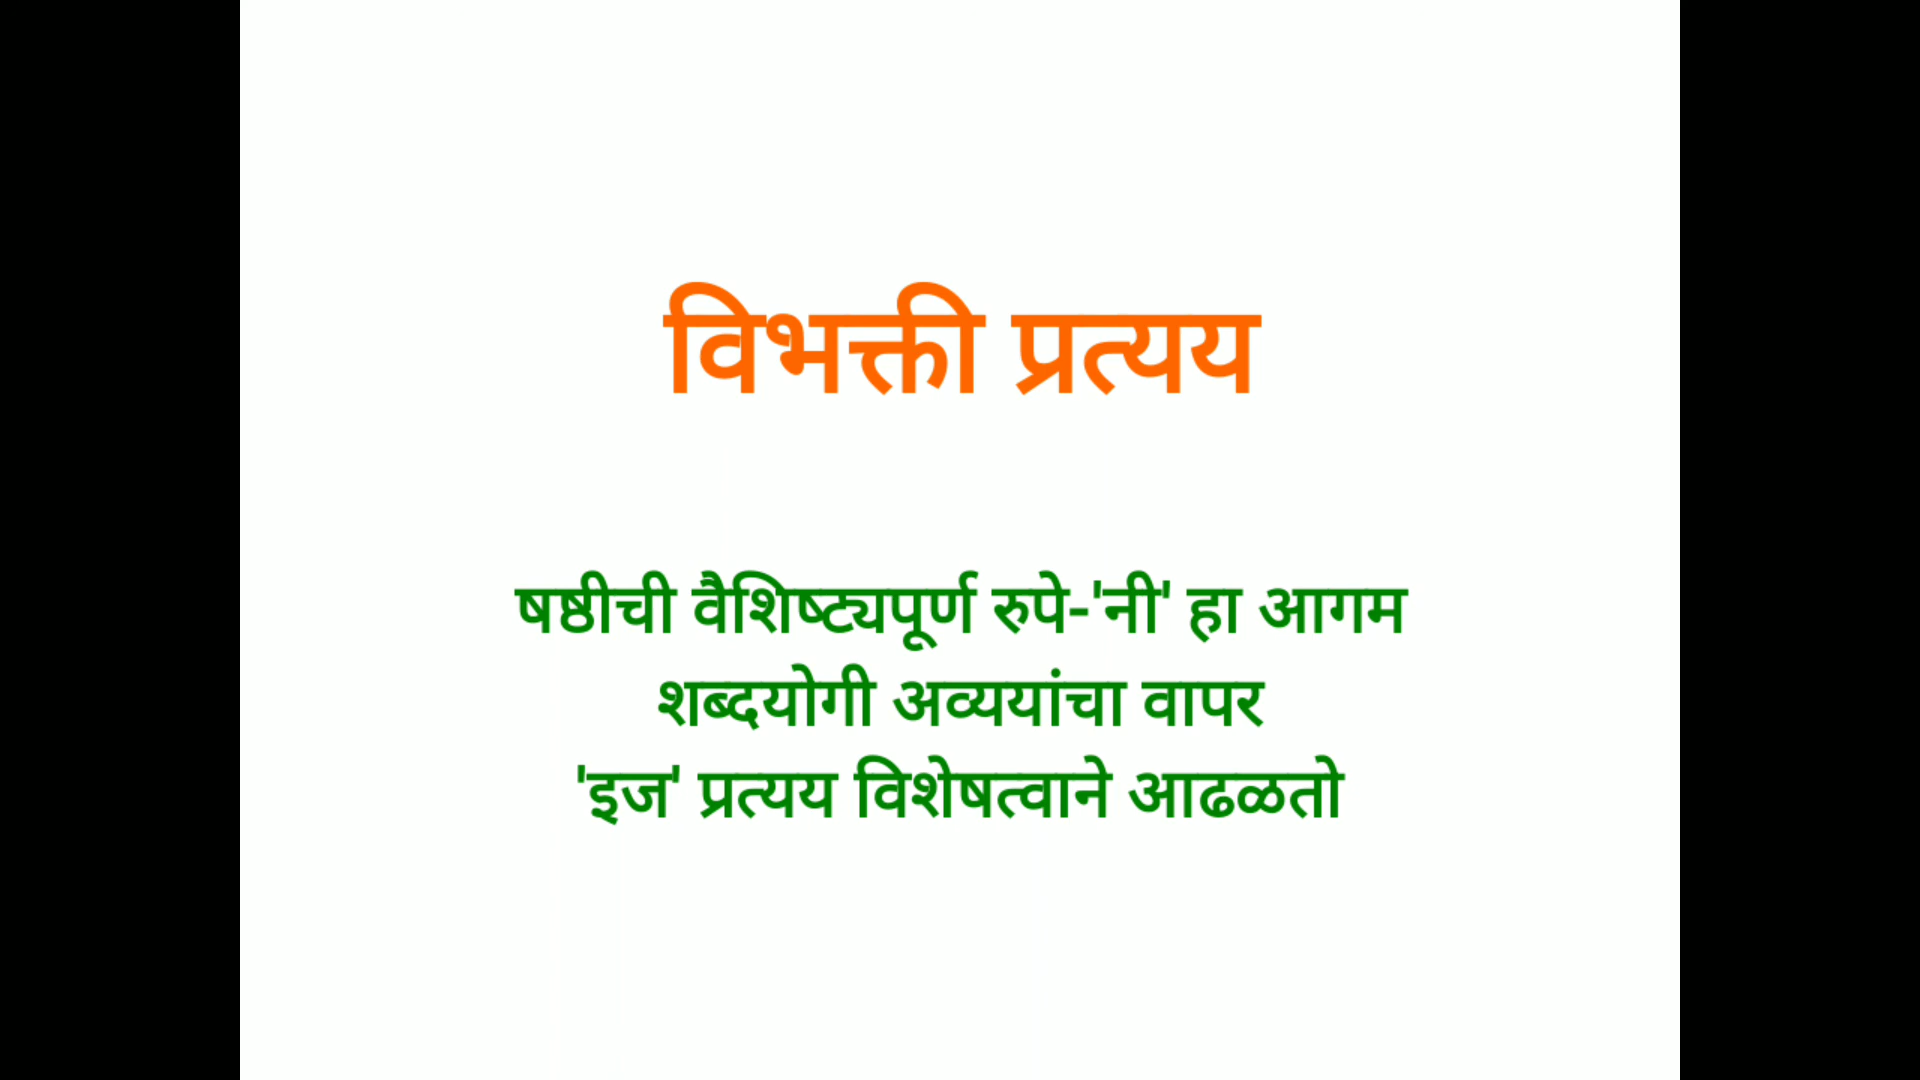 विभक्ती प्रत्यय
षष्ठीची वैशिष्ट्यपूर्ण रुपे-'नी' हा आगम
शब्दयोगी अव्ययांचा वापर
'इज' प्रत्यय विशेषत्वाने आढळतो